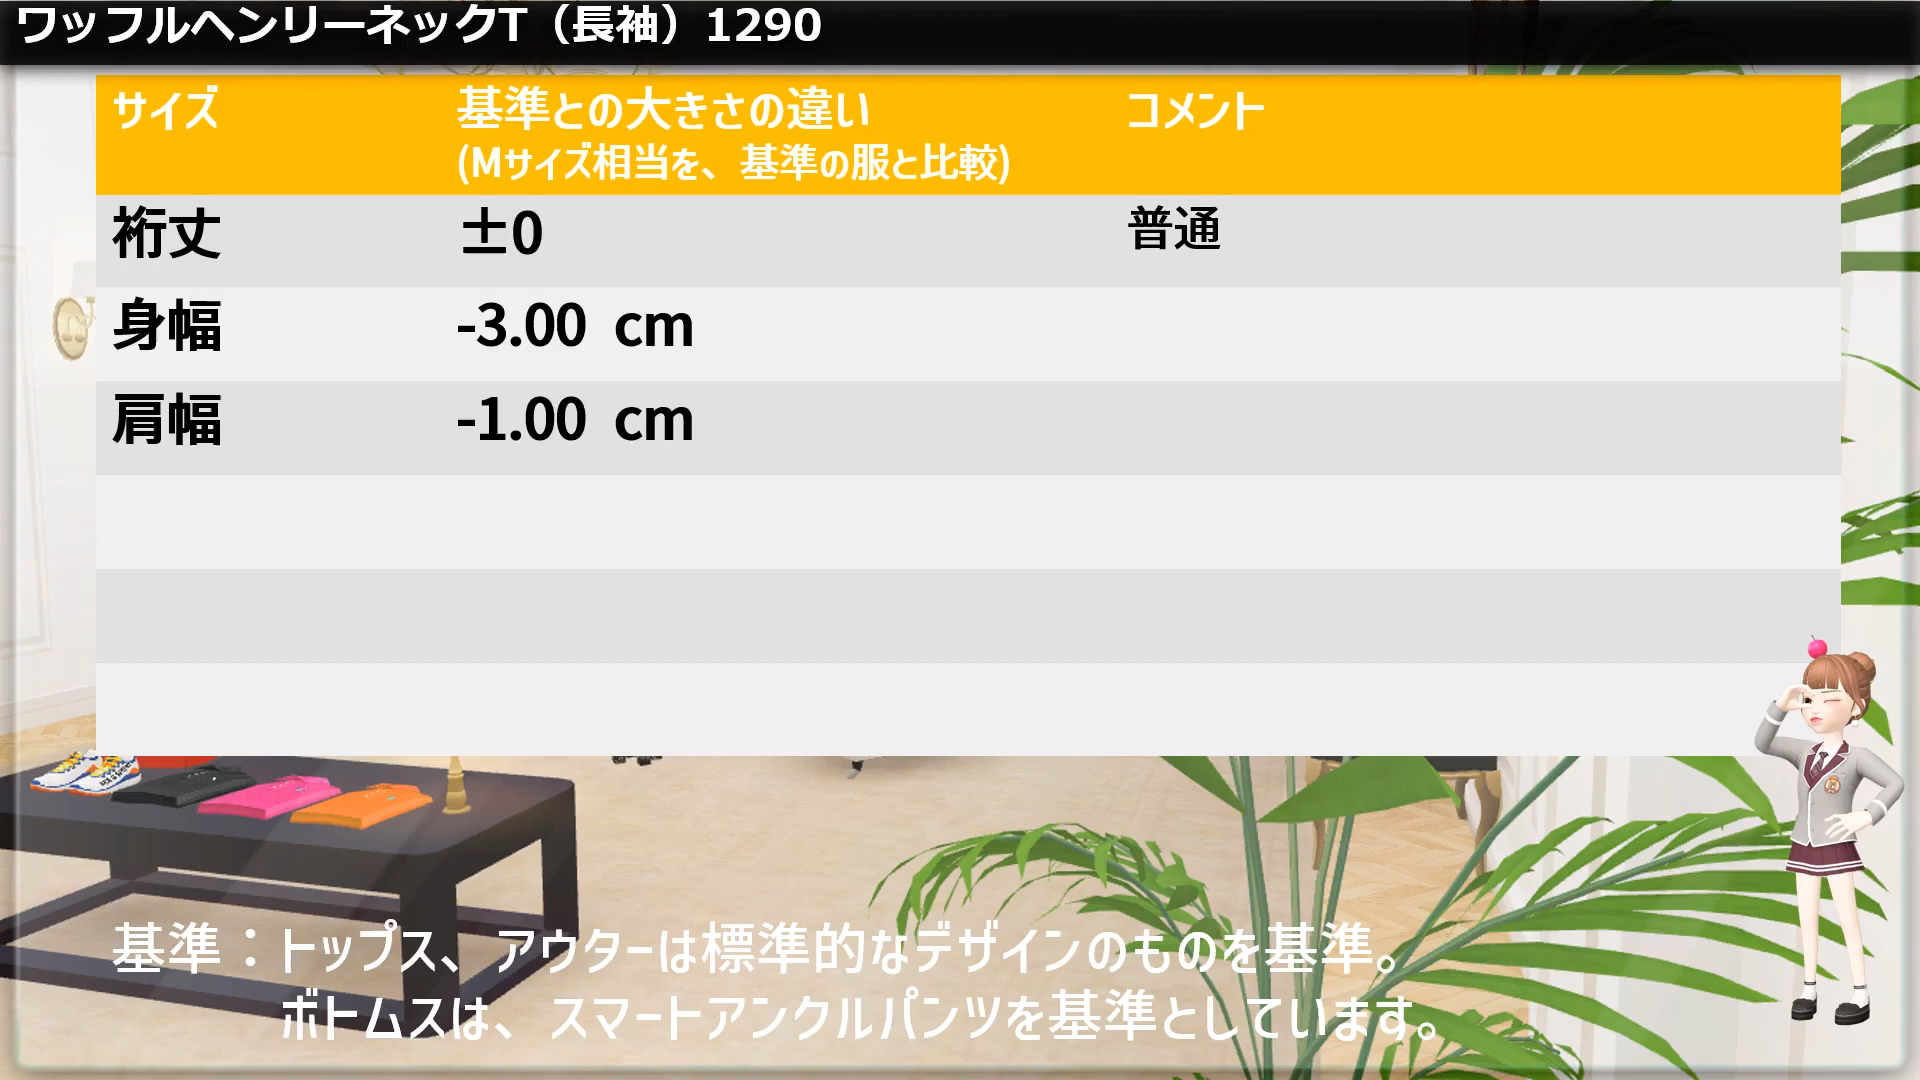 ワッフルヘンリーネックT（長袖）1290
サイズ 基準との大きさの違い コメント
(Mサイズ相当を、基準の服と比較)
裄丈 ±0 普通
身幅 -3.00 cm
肩幅 -1.00 cm
基準：トップス、アウターは標準的なデザインのものを基準。
ボトムスは、スマートアンクルパンツを基準としています。